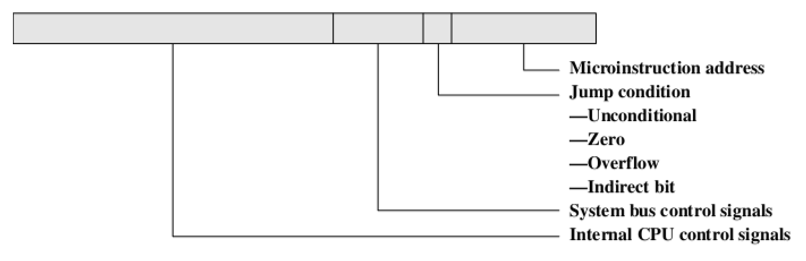 Microinstruction address
Jump condition
—Unconditional
—Zero
—Overflow
—Indirect bit
System bus control signals
Internal CPU control signals